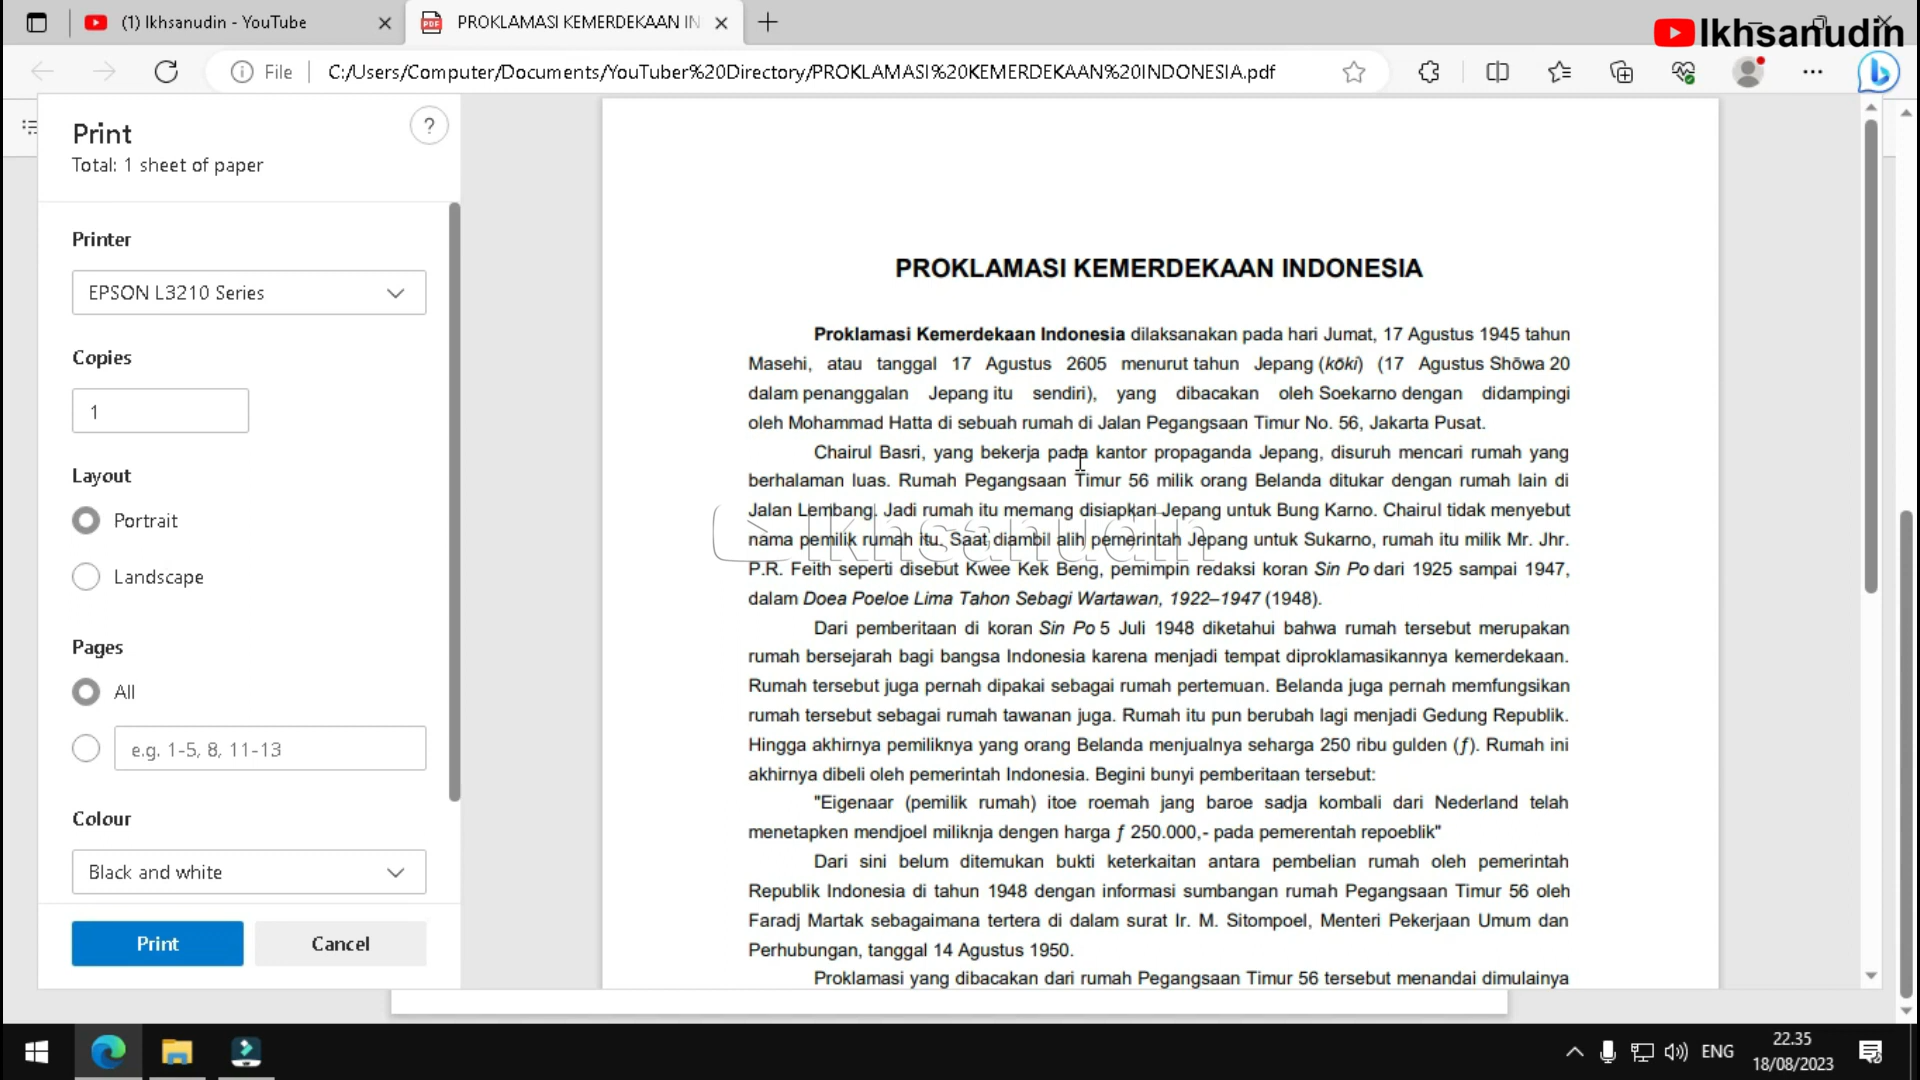 (1) Ikhsanudin - YouTube
PROKLAMASI KEMERDEKAAN IN
Ikhsanudin
File
C:/Users/Computer/Documents/YouTuber%20Directory/PROKLAMASI%20KEMERDEKAAN%20INDONESIA.pdf
Print
?
Total: 1 sheet of paper
Printer
EPSON L3210 Series
Copies
1
Layout
Portrait
Landscape
Pages
All
e.g. 1-5, 8, 11-13
Colour
Black and white
Print
Cancel
PROKLAMASI KEMERDEKAAN INDONESIA
Proklamasi Kemerdekaan Indonesia dilaksanakan pada hari Jumat, 17 Agustus 1945 tahun
Masehi, atau tanggal 17 Agustus 2605 menurut tahun Jepang (kōki) (17 Agustus Shōwa 20
dalam penanggalan Jepang itu sendiri), yang dibacakan oleh Soekarno dengan didampingi
oleh Mohammad Hatta di sebuah rumah di Jalan Pegangsaan Timur No. 56, Jakarta Pusat.
Chairul Basri, yang bekerja pada kantor propaganda Jepang, disuruh mencari rumah yang
berhalaman luas. Rumah Pegangsaan Timur 56 milik orang Belanda ditukar dengan rumah lain di
Jalan Lembang. Jadi rumah itu memang disiapkan Jepang untuk Bung Karno. Chairul tidak menyebut
nama pemilik rumah itu. Saat diambil alih pemerintah Jepang untuk Sukarno, rumah itu milik Mr. Jhr.
P.R. Feith seperti disebut Kwee Kek Beng, pemimpin redaksi koran Sin Po dari 1925 sampai 1947,
dalam Doea Poeloe Lima Tahon Sebagi Wartawan, 1922–1947 (1948).
Dari pemberitaan di koran Sin Po 5 Juli 1948 diketahui bahwa rumah tersebut merupakan
rumah bersejarah bagi bangsa Indonesia karena menjadi tempat diproklamasikannya kemerdekaan.
Rumah tersebut juga pernah dipakai sebagai rumah pertemuan. Belanda juga pernah memfungsikan
rumah tersebut sebagai rumah tawanan juga. Rumah itu pun berubah lagi menjadi Gedung Republik.
Hingga akhirnya pemiliknya yang orang Belanda menjualnya seharga 250 ribu gulden (ƒ). Rumah ini
akhirnya dibeli oleh pemerintah Indonesia. Begini bunyi pemberitaan tersebut:
"Eigenaar (pemilik rumah) itoe roemah jang baroe sadja kombali dari Nederland telah
menetapken mendjoel miliknja dengen harga ƒ 250.000,- pada pemerentah repoeblik"
Dari sini belum ditemukan bukti keterkaitan antara pembelian rumah oleh pemerintah
Republik Indonesia di tahun 1948 dengan informasi sumbangan rumah Pegangsaan Timur 56 oleh
Faradj Martak sebagaimana tertera di dalam surat Ir. M. Sitompoel, Menteri Pekerjaan Umum dan
Perhubungan, tanggal 14 Agustus 1950.
Proklamasi yang dibacakan dari rumah Pegangsaan Timur 56 tersebut menandai dimulainya
Ikhsanudin
ENG
22.35
18/08/2023